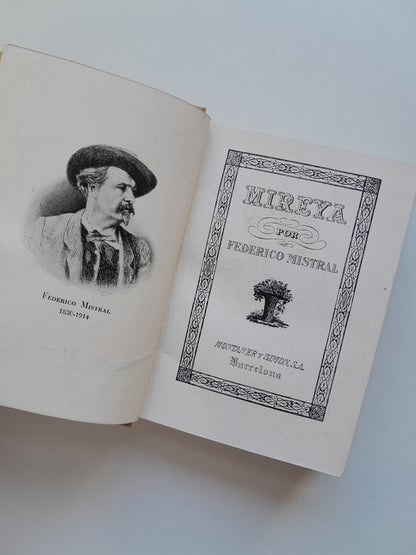 Federico Mistral
1830-1914
MIREYA
POR
FEDERICO MISTRAL
MONTANER Y SIMON, S.A.
Barcelona